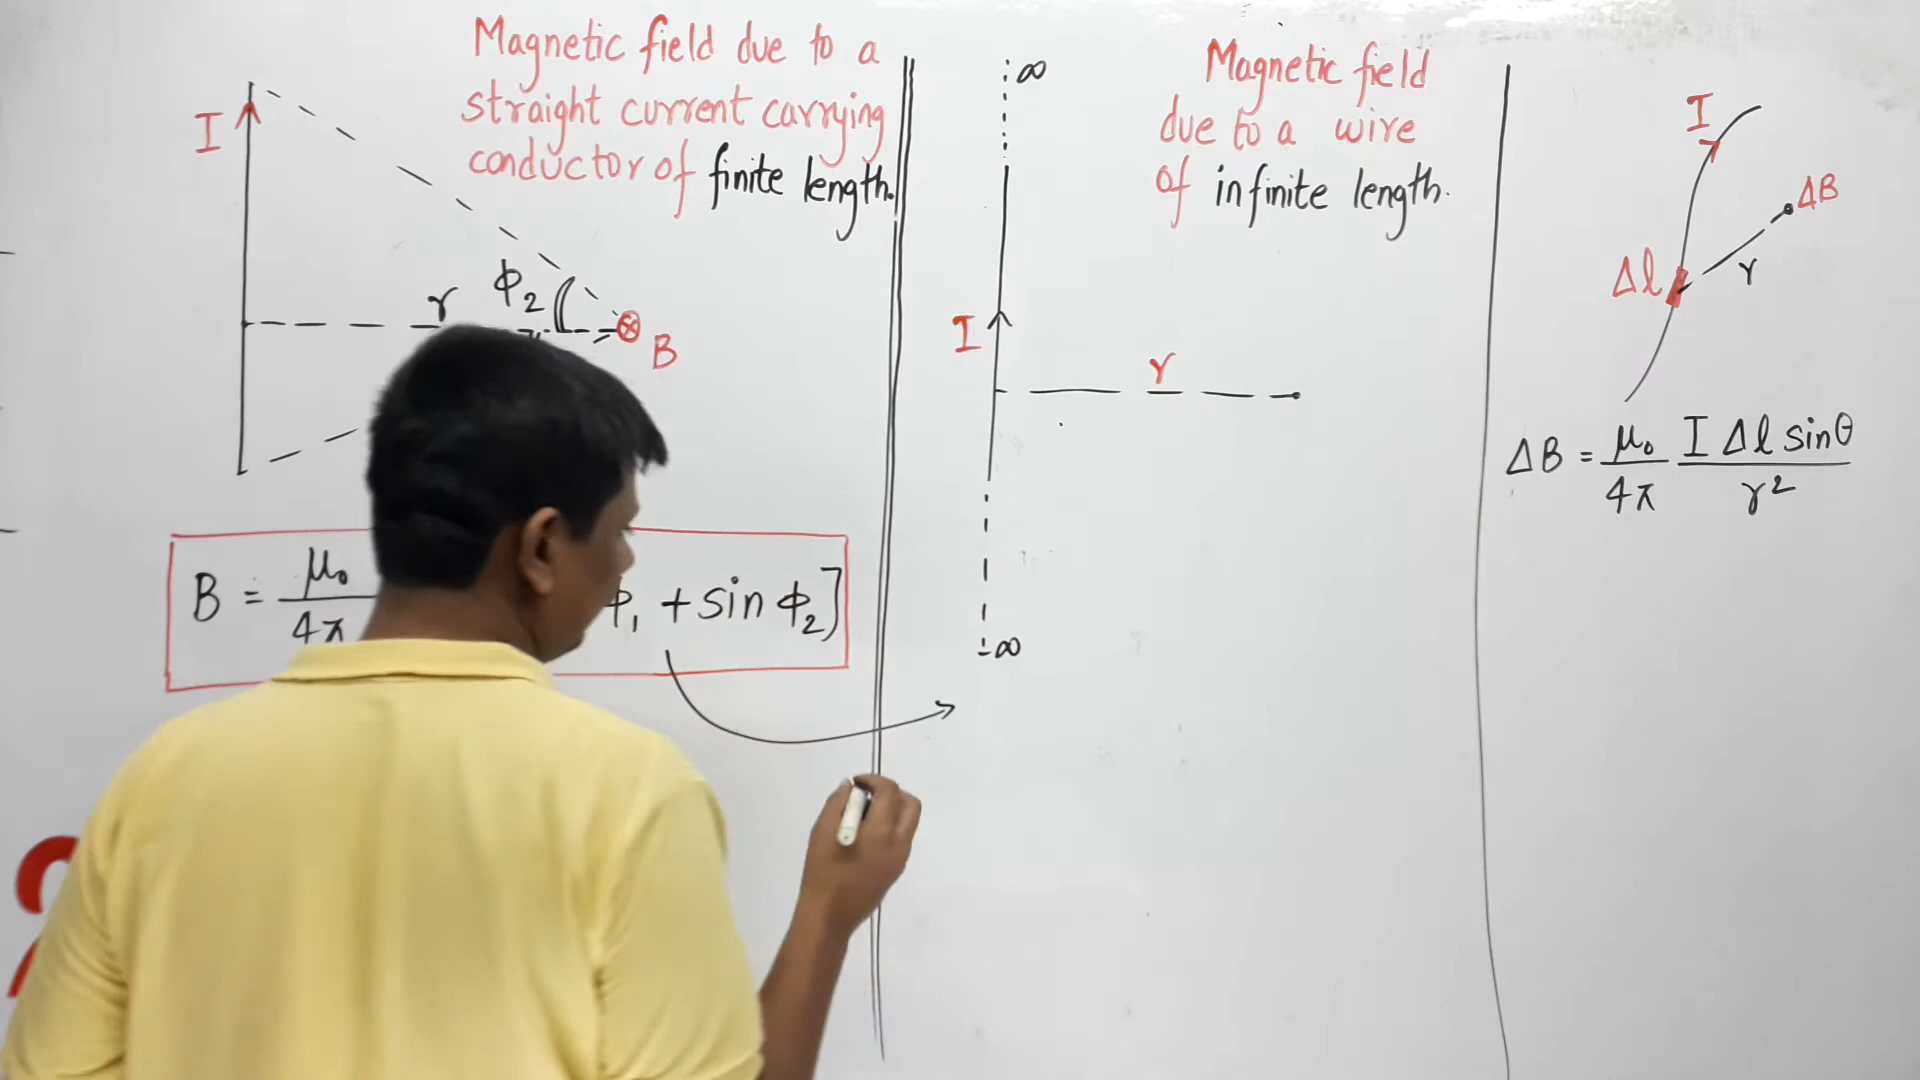 Magnetic field due to a
straight current carrying
conductor of finite length.
I
r
ϕ₂
B
B = μ₀ ϕ₁ + sin ϕ₂]
4π
∞
Magnetic field
due to a wire
of infinite length.
I
r
-∞
I
ΔB
Δl
r
ΔB = μ₀ I Δl sinθ
4π r²